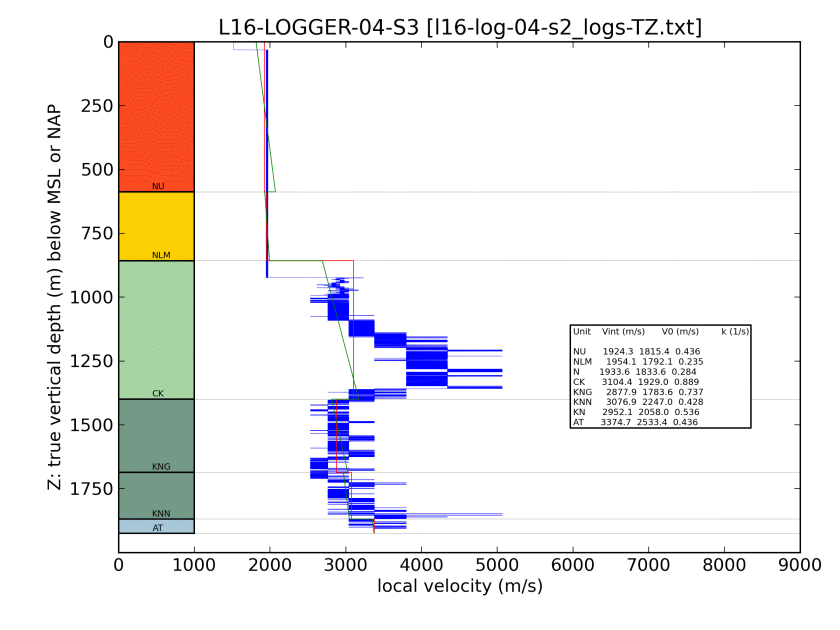 L16-LOGGER-04-S3 [l16-log-04-s2_logs-TZ.txt]
Z: true vertical depth (m) below MSL or NAP
0
250
500
750
1000
1250
1500
1750
NU
NLM
CK
KNG
KNN
AT
Unit Vint (m/s) V0 (m/s) k (1/s)
NU 1924.3 1815.4 0.436
NLM 1954.1 1792.1 0.235
N 1933.6 1833.6 0.284
CK 3104.4 1929.0 0.889
KNG 2877.9 1783.6 0.737
KNN 3076.9 2247.0 0.428
KN 2952.1 2058.0 0.536
AT 3374.7 2533.4 0.436
0 1000 2000 3000 4000 5000 6000 7000 8000 9000
local velocity (m/s)